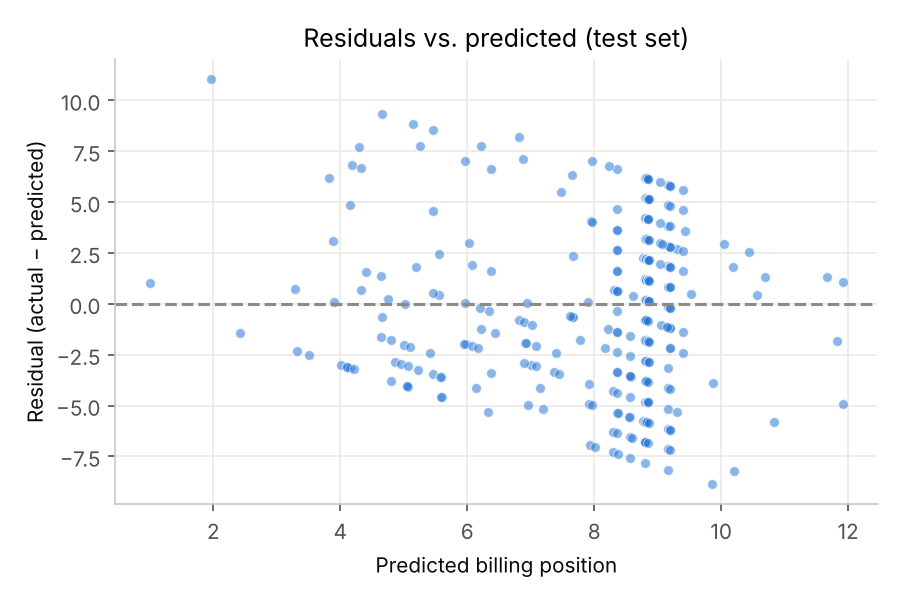 Residuals vs. predicted (test set)
10.0
7.5
5.0
2.5
0.0
−2.5
−5.0
−7.5
Residual (actual − predicted)
2 4 6 8 10 12
Predicted billing position